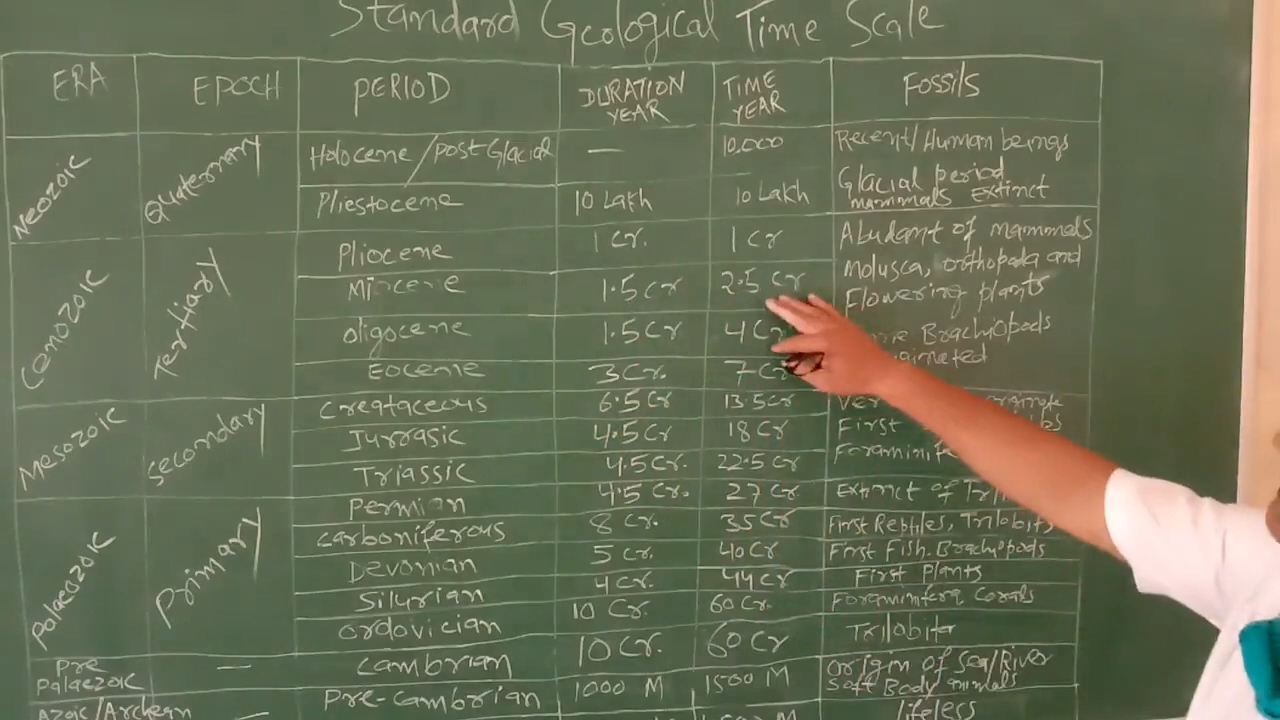 Standard Geological Time Scale
ERA EPOCH PERIOD DURATION YEAR TIME YEAR Fossils
Neozoic Quaternary Holocene / post Glacial — 10.000 Recent/Human beings
Pliestocene 10 Lakh 10 Lakh Glacial period mammals Extinct
Cemozoic Tertiary Pliocene 1 Cr. 1 Cr Abudant of mammals
Miocene 1.5 Cr 2.5 Cr Molusca, orthopada and Flowering plants
oligocene 1.5 Cr 4 Cr Brachiopods
Eocene 3 Cr. 7 Cr
Mesozoic Secondary Creataceous 6.5 Cr 13.5 Cr
Jurrasic 4.5 Cr 18 Cr First
Triassic 4.5 Cr. 22.5 Cr
Palaeozoic Primary Permian 4.5 Cr. 27 Cr Extinct of
Carboniferous 8 Cr. 35 Cr First Reptiles, Trilobits
Devonian 5 Cr. 40 Cr First Fish. Brachiopods
Silurian 4 Cr. 44 Cr First Plants
ordovician 10 Cr. 60 Cr. Foraminifera Corals
Cambrian 10 Cr. 60 Cr Trilobita
Pre Palaezoic — Pre-cambrian 1000 M 1500 M Origin of Sea/River Soft Body animals
Azoic/Archean — lifeless